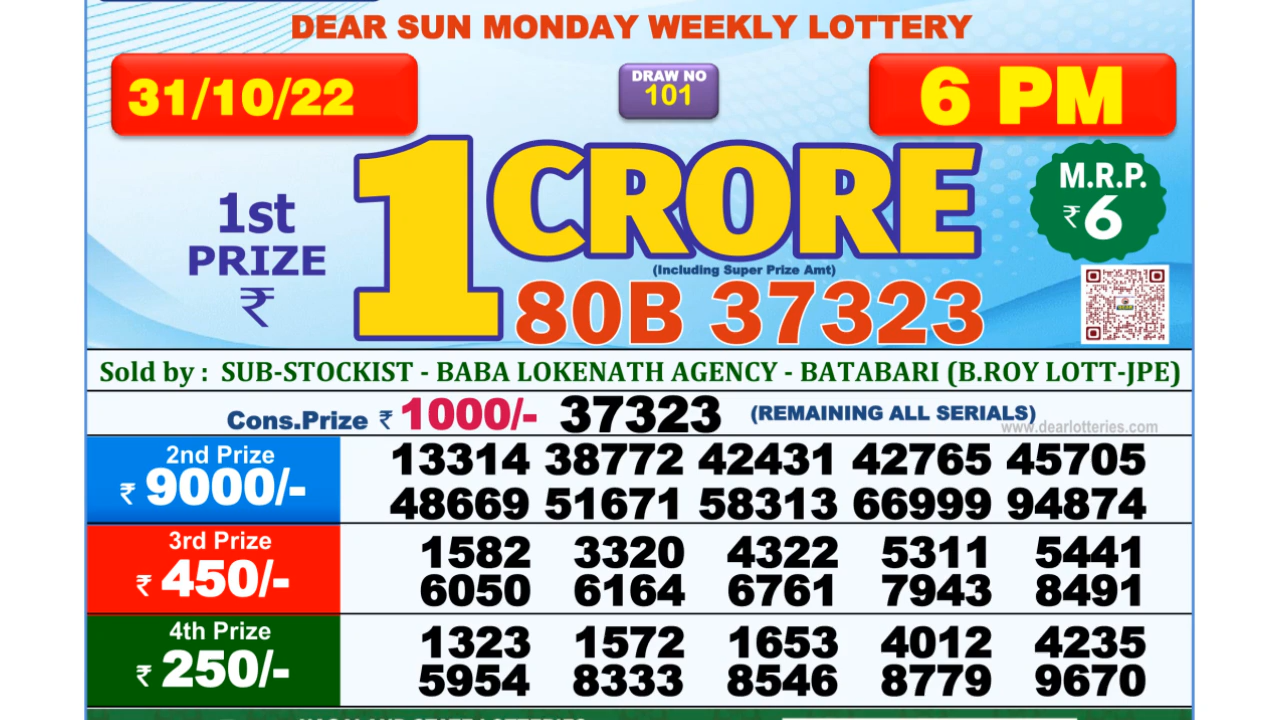 DEAR SUN MONDAY WEEKLY LOTTERY
31/10/22
DRAW NO
101
6 PM
1st
PRIZE
₹
1 CRORE
(Including Super Prize Amt)
80B 37323
M.R.P.
₹ 6
Sold by : SUB-STOCKIST - BABA LOKENATH AGENCY - BATABARI (B.ROY LOTT-JPE)
Cons.Prize ₹ 1000/- 37323 (REMAINING ALL SERIALS)
www.dearlotteries.com
2nd Prize
₹ 9000/-
13314 38772 42431 42765 45705
48669 51671 58313 66999 94874
3rd Prize
₹ 450/-
1582 3320 4322 5311 5441
6050 6164 6761 7943 8491
4th Prize
₹ 250/-
1323 1572 1653 4012 4235
5954 8333 8546 8779 9670